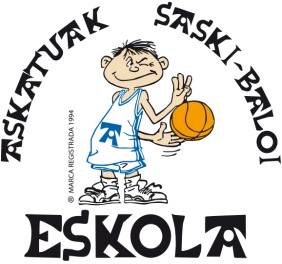 ASKATUAK SASKI-BALOI
A
® MARCA REGISTRADA 1994
ESKOLA